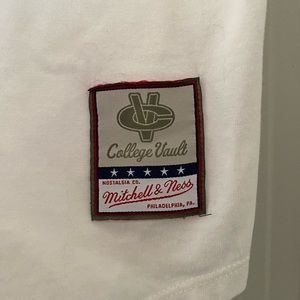 VC
College Vault
NOSTALGIA CO.
Mitchell & Ness
PHILADELPHIA, PA.